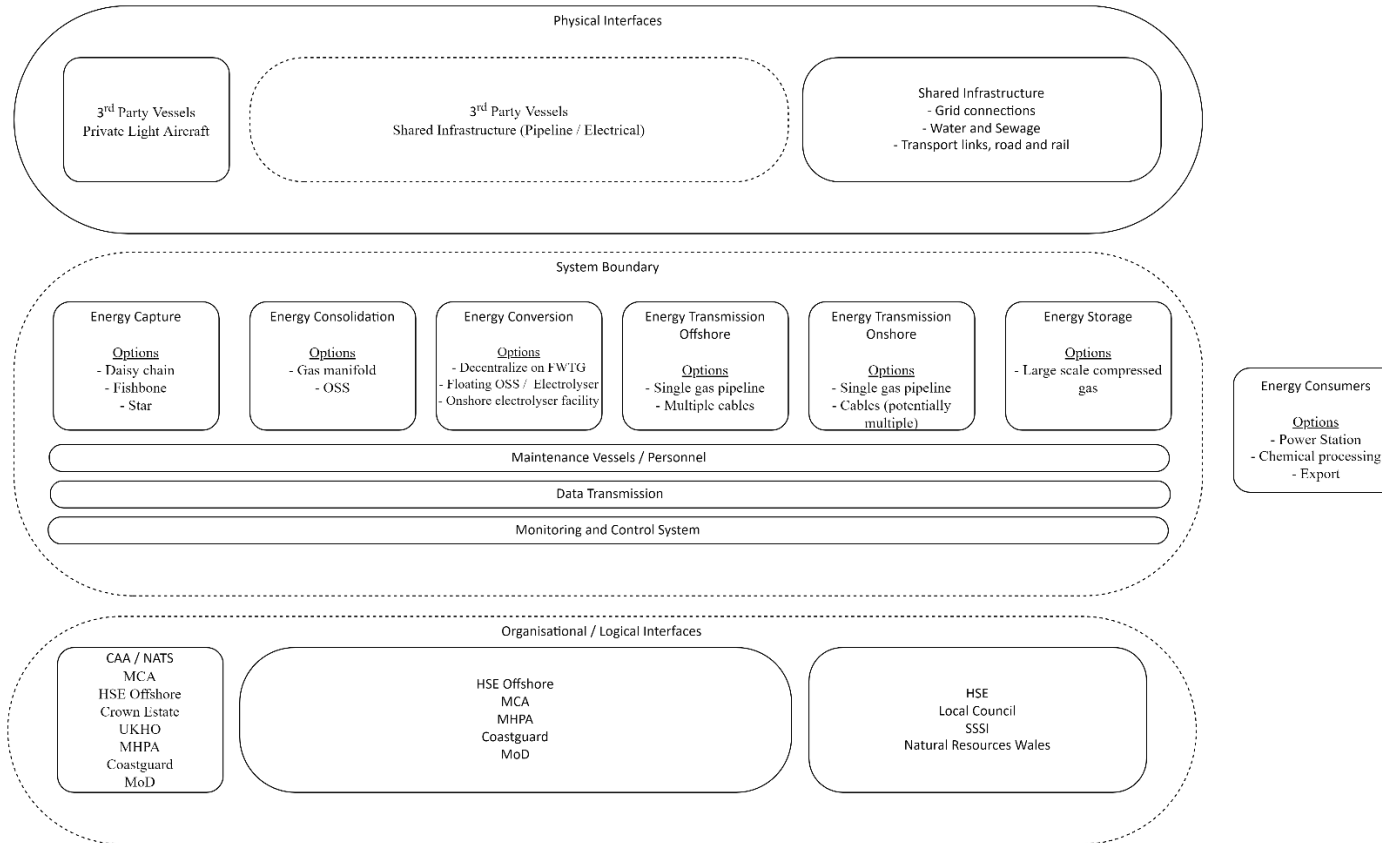 Physical Interfaces
3rd Party Vessels
Private Light Aircraft
3rd Party Vessels
Shared Infrastructure (Pipeline / Electrical)
Shared Infrastructure
- Grid connections
- Water and Sewage
- Transport links, road and rail
System Boundary
Energy Capture
Options
- Daisy chain
- Fishbone
- Star
Energy Consolidation
Options
- Gas manifold
- OSS
Energy Conversion
Options
- Decentralize on FWTG
- Floating OSS / Electrolyser
- Onshore electrolyser facility
Energy Transmission
Offshore
Options
- Single gas pipeline
- Multiple cables
Energy Transmission
Onshore
Options
- Single gas pipeline
- Cables (potentially
multiple)
Energy Storage
Options
- Large scale compressed
gas
Energy Consumers
Options
- Power Station
- Chemical processing
- Export
Maintenance Vessels / Personnel
Data Transmission
Monitoring and Control System
Organisational / Logical Interfaces
CAA / NATS
MCA
HSE Offshore
Crown Estate
UKHO
MHPA
Coastguard
MoD
HSE Offshore
MCA
MHPA
Coastguard
MoD
HSE
Local Council
SSSI
Natural Resources Wales